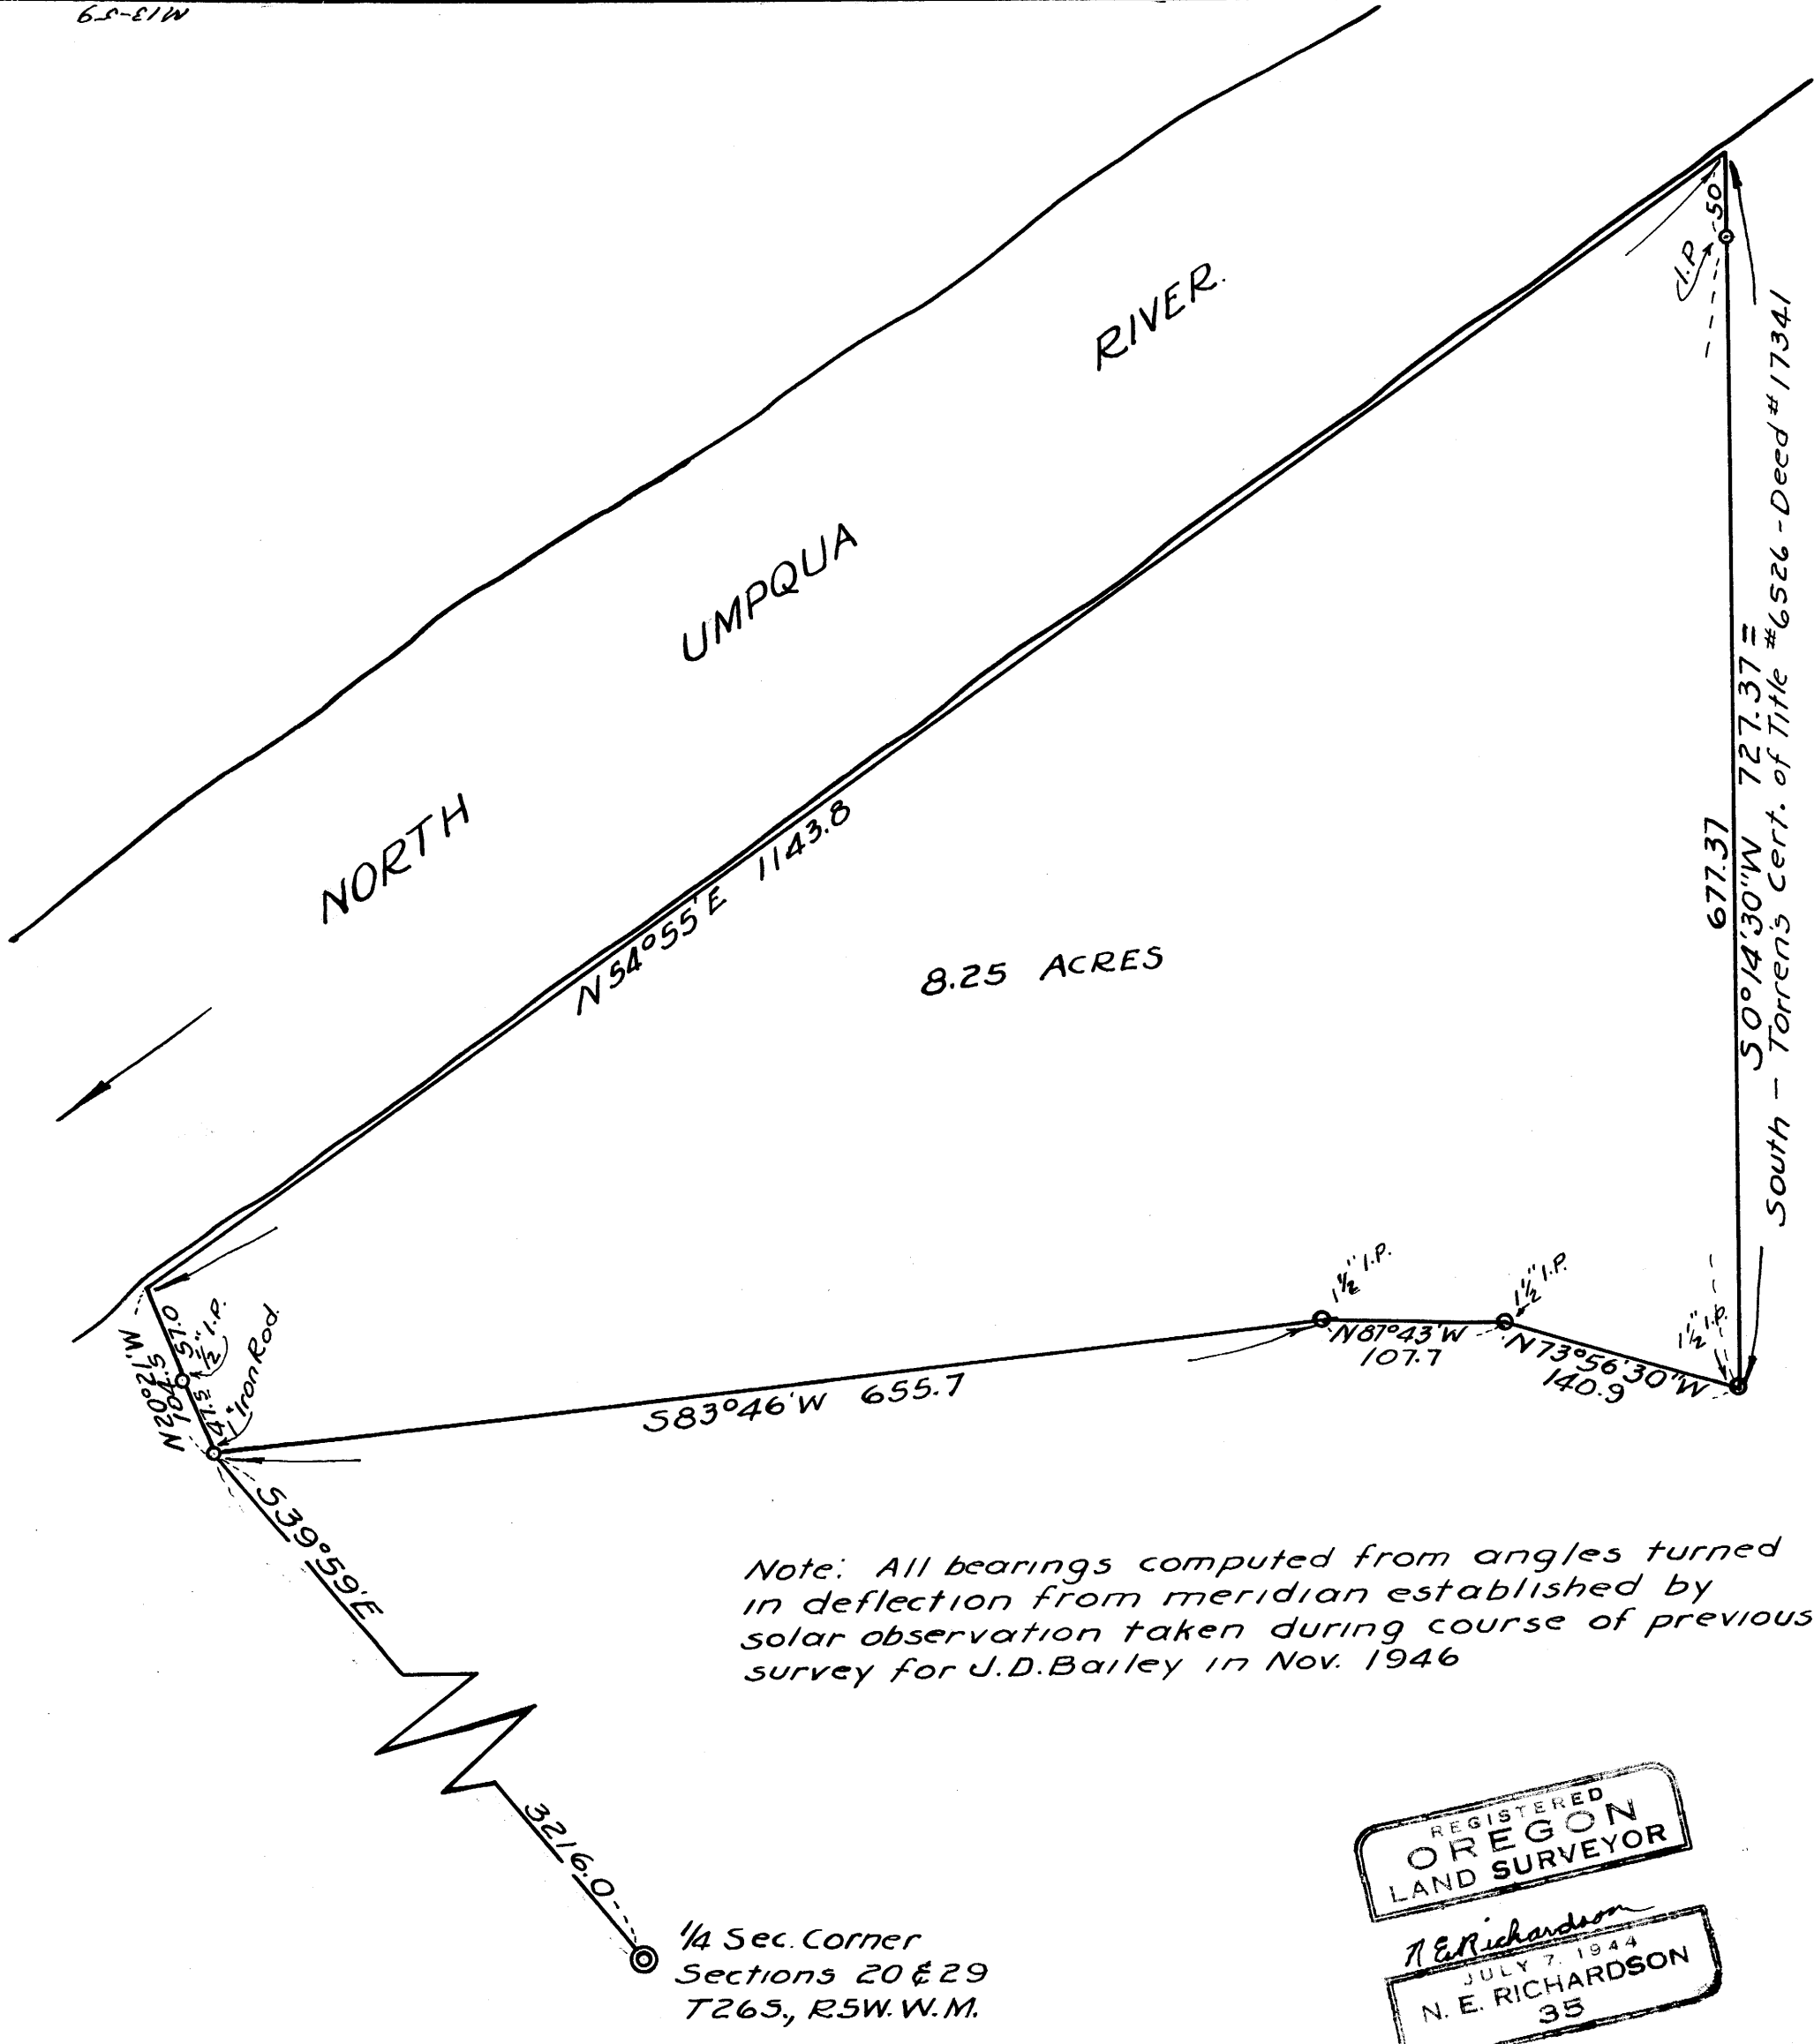 M13-5-9
NORTH
UMPQUA
RIVER.
50
I.P.
N 54°55'E 1143.8
8.25 ACRES
677.37
S 0°14'30"W 727.37 =
South - Torren's Cert. of Title #6526 - Deed #17341
57.0
½" I.P.
N20°21'W
104.5
47.5
1" Iron Rod.
S83°46'W 655.7
1½" I.P.
N87°43'W
107.7
1½" I.P.
N73°56'30"W
140.9
1½" I.P.
S39°59'E
3216.0
Note: All bearings computed from angles turned
in deflection from meridian established by
solar observation taken during course of previous
survey for J.D. Bailey in Nov. 1946
¼ Sec. Corner
Sections 20 & 29
T26S., R5W. W.M.
REGISTERED
OREGON
LAND SURVEYOR
N E Richardson
JULY 7, 1944
N. E. RICHARDSON
35